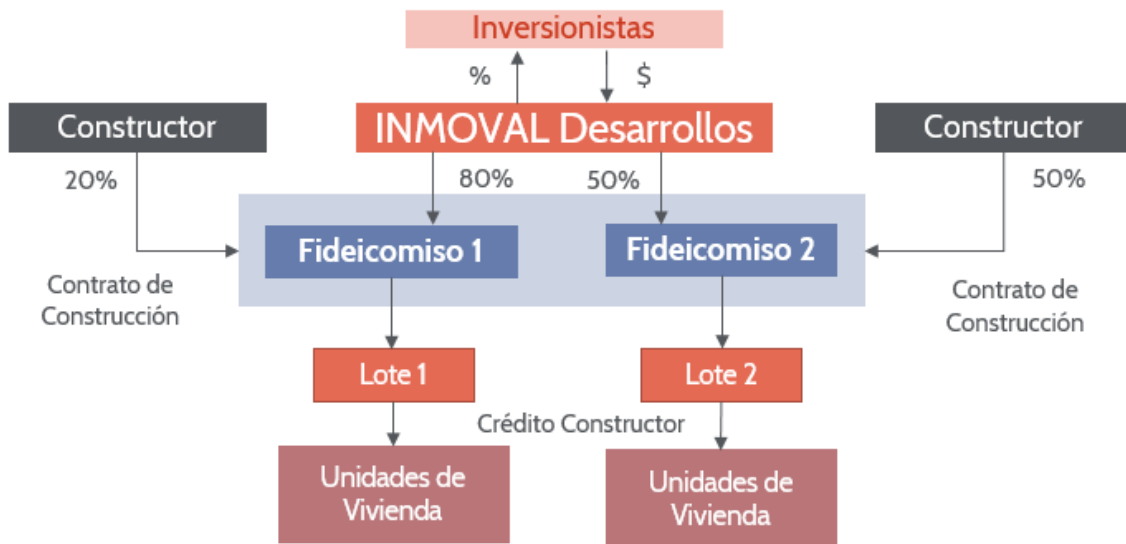 Inversionistas
%
$
Constructor
INMOVAL Desarrollos
Constructor
20%
80%
50%
50%
Fideicomiso 1
Fideicomiso 2
Contrato de
Construcción
Contrato de
Construcción
Lote 1
Lote 2
Crédito Constructor
Unidades de
Vivienda
Unidades de
Vivienda